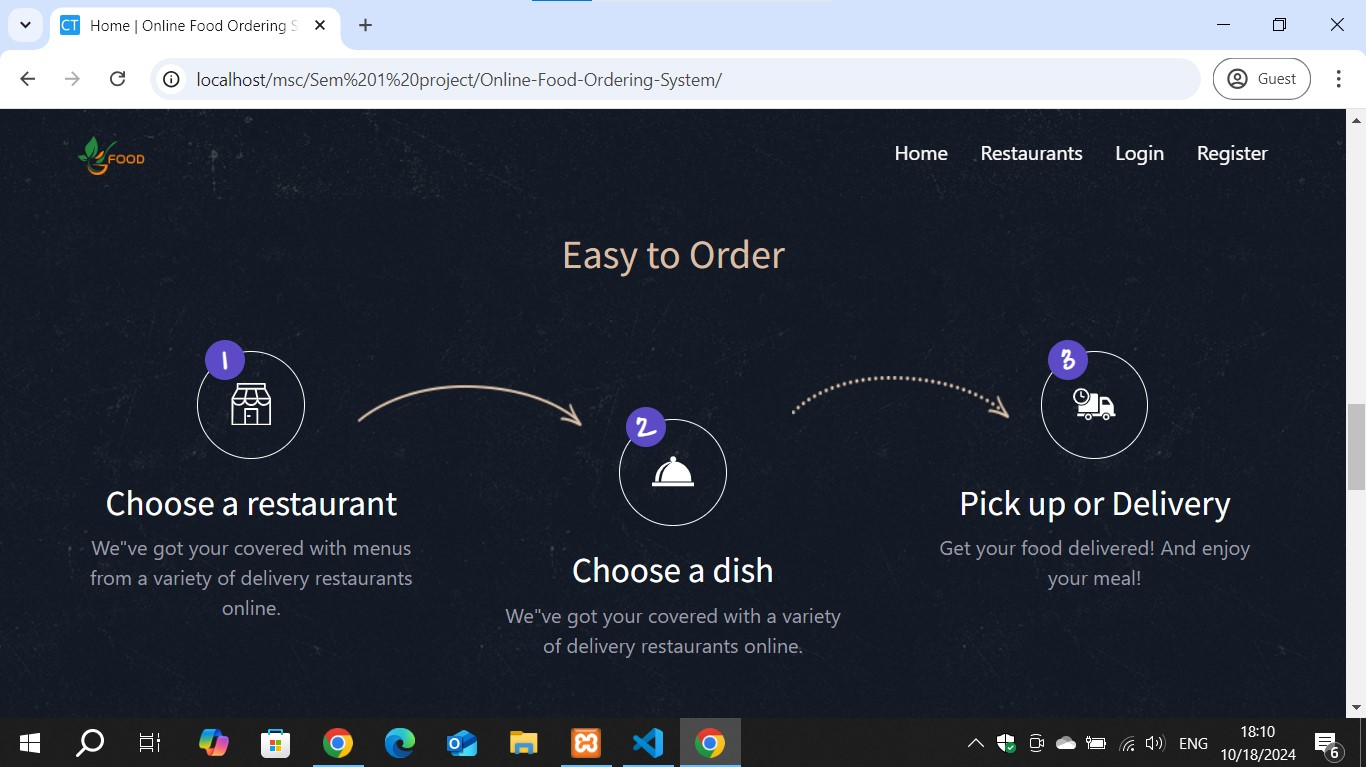 CT Home | Online Food Ordering S
localhost/msc/Sem%201%20project/Online-Food-Ordering-System/
Guest
FOOD
Home Restaurants Login Register
Easy to Order
1
2
3
Choose a restaurant
We"ve got your covered with menus
from a variety of delivery restaurants
online.
Choose a dish
We"ve got your covered with a variety
of delivery restaurants online.
Pick up or Delivery
Get your food delivered! And enjoy
your meal!
ENG
18:10
10/18/2024
6